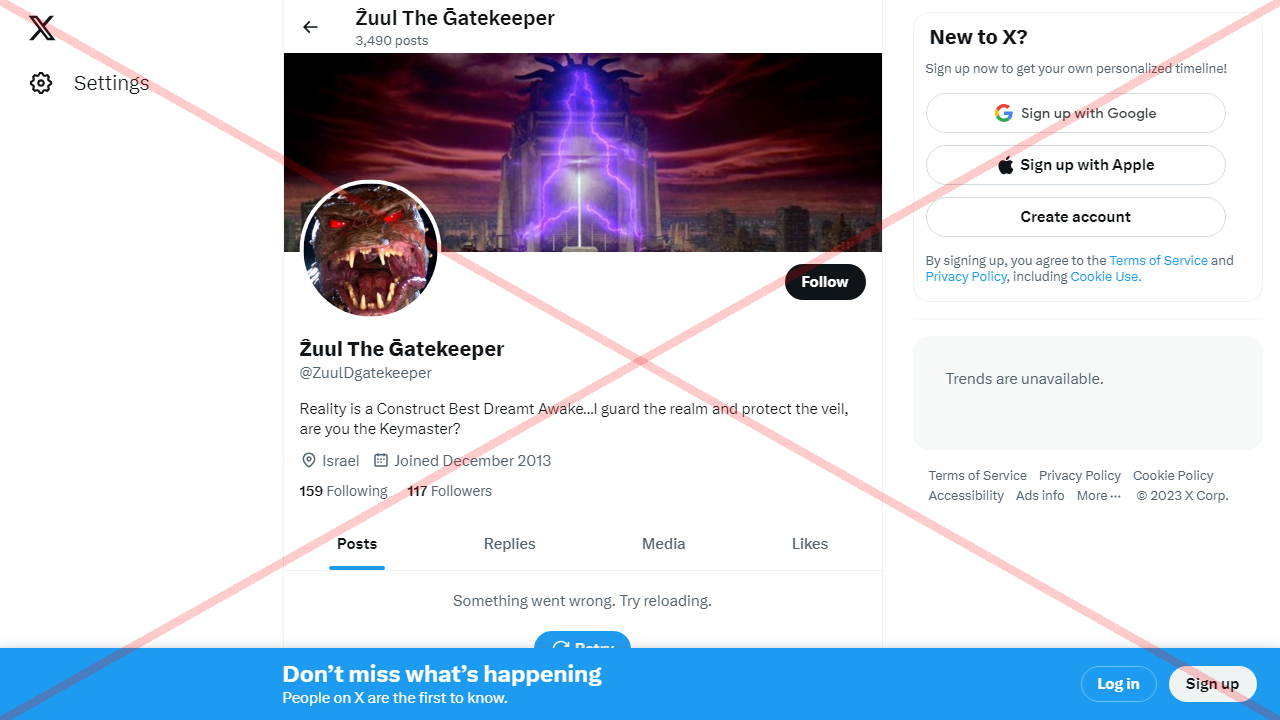 Settings
Z̆uul The Ḡatekeeper
3,490 posts
Follow
Z̆uul The Ḡatekeeper
@ZuulDgatekeeper
Reality is a Construct Best Dreamt Awake...I guard the realm and protect the veil,
are you the Keymaster?
Israel Joined December 2013
159 Following 117 Followers
Posts Replies Media Likes
Something went wrong. Try reloading.
Retry
New to X?
Sign up now to get your own personalized timeline!
Sign up with Google
Sign up with Apple
Create account
By signing up, you agree to the Terms of Service and
Privacy Policy, including Cookie Use.
Trends are unavailable.
Terms of Service Privacy Policy Cookie Policy
Accessibility Ads info More ··· © 2023 X Corp.
Don’t miss what’s happening
People on X are the first to know.
Log in Sign up